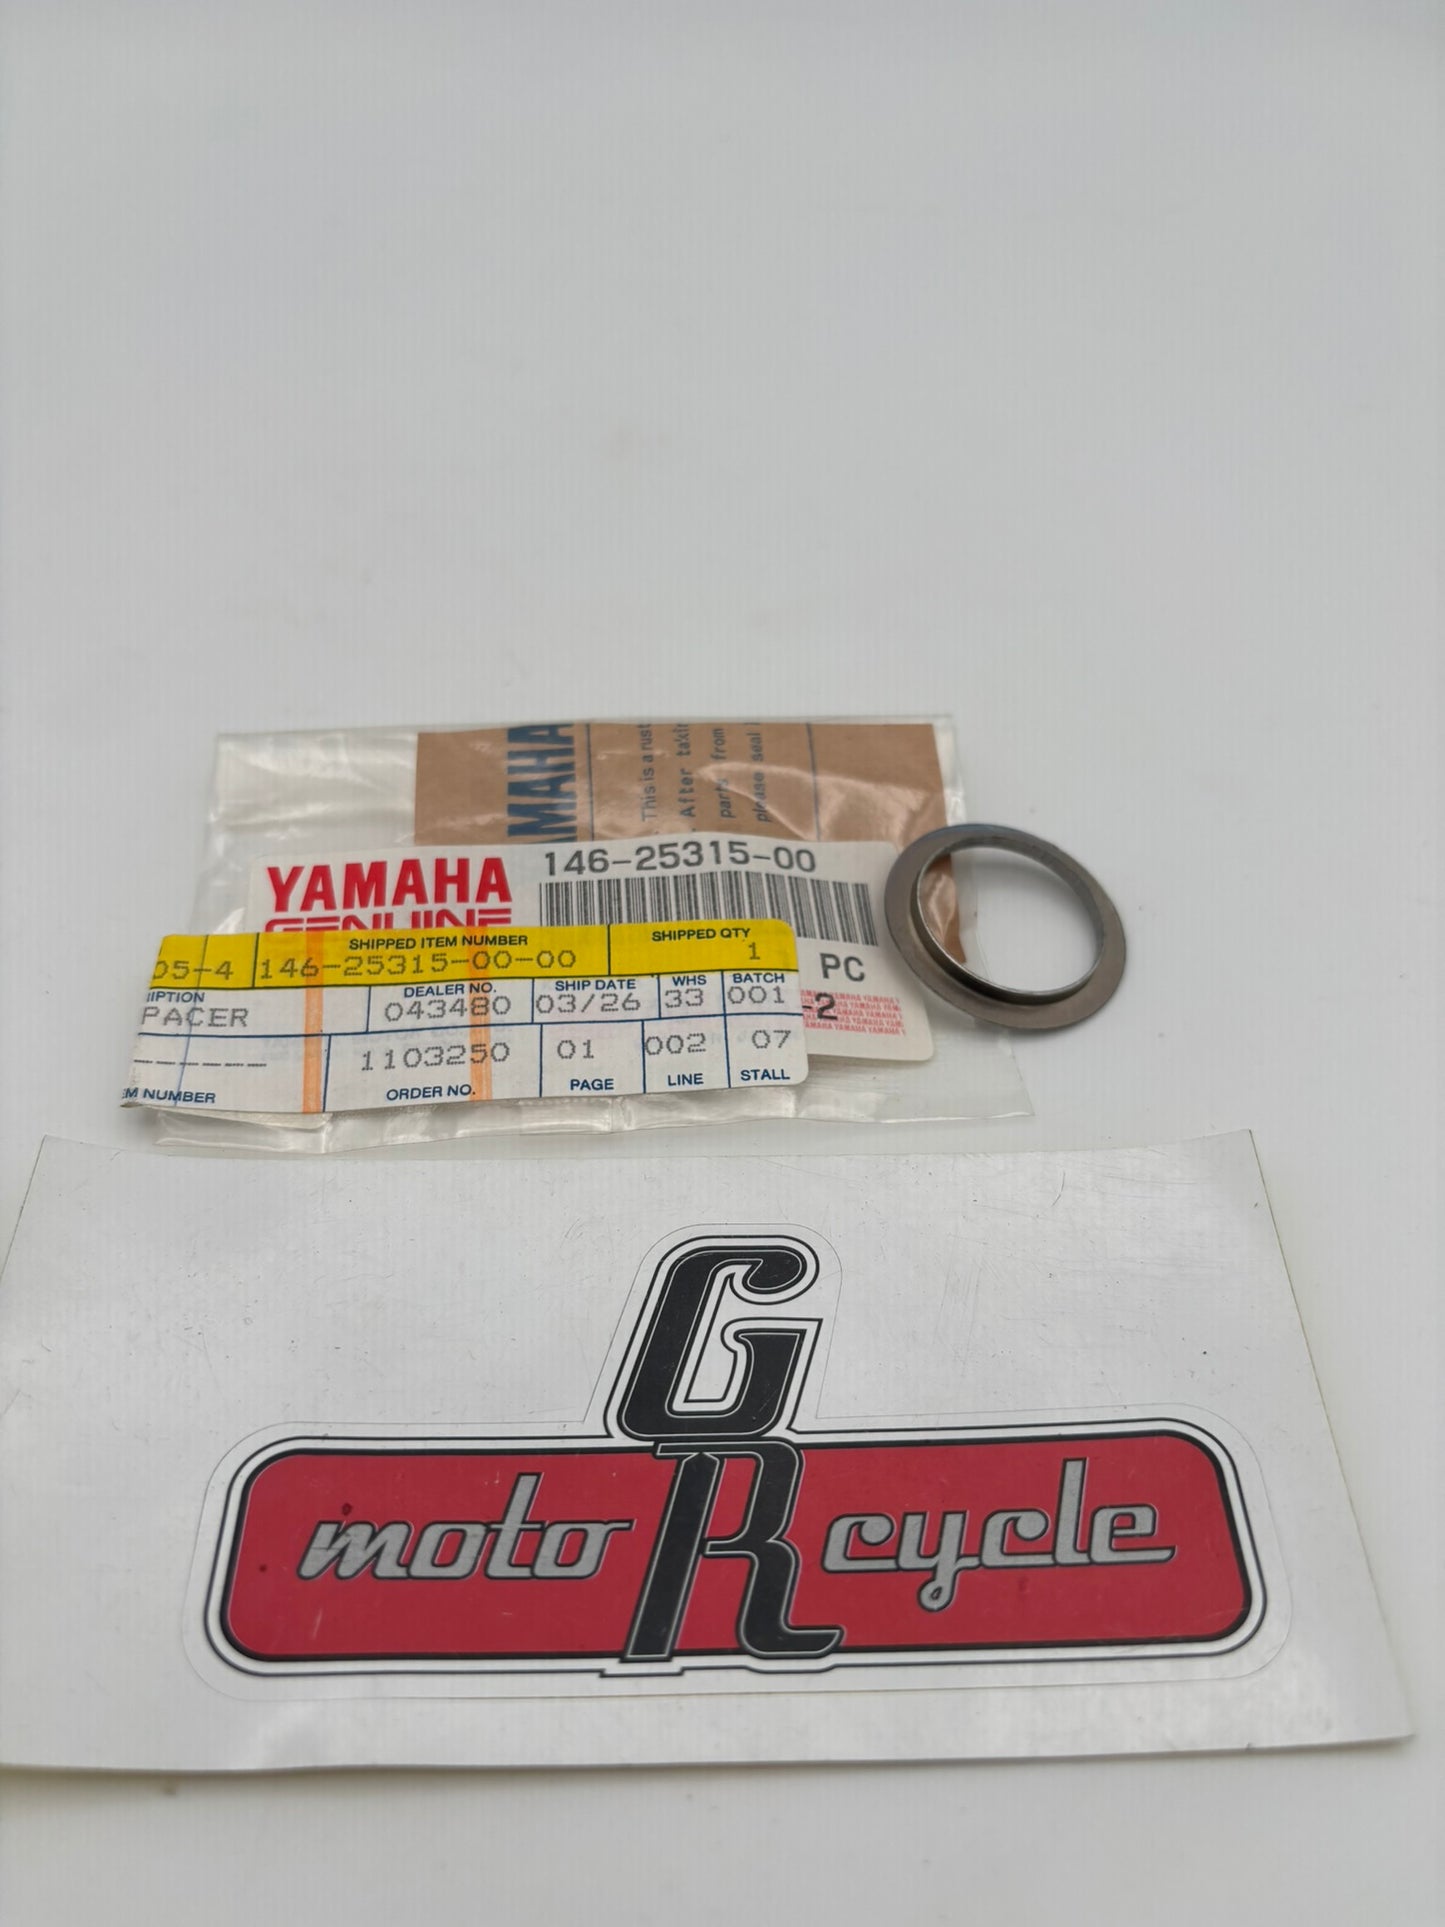 YAMAHA
This is a rust
After takin
parts from
please seal
YAMAHA
GENUINE
146-25315-00
PC
-2
SHIPPED ITEM NUMBER
SHIPPED QTY
05-4
146-25315-00-00
1
IPTION
DEALER NO.
SHIP DATE
WHS
BATCH
PACER
043480
03/26
33
001
1103250
01
002
07
EM NUMBER
ORDER NO.
PAGE
LINE
STALL
GR
moto cycle